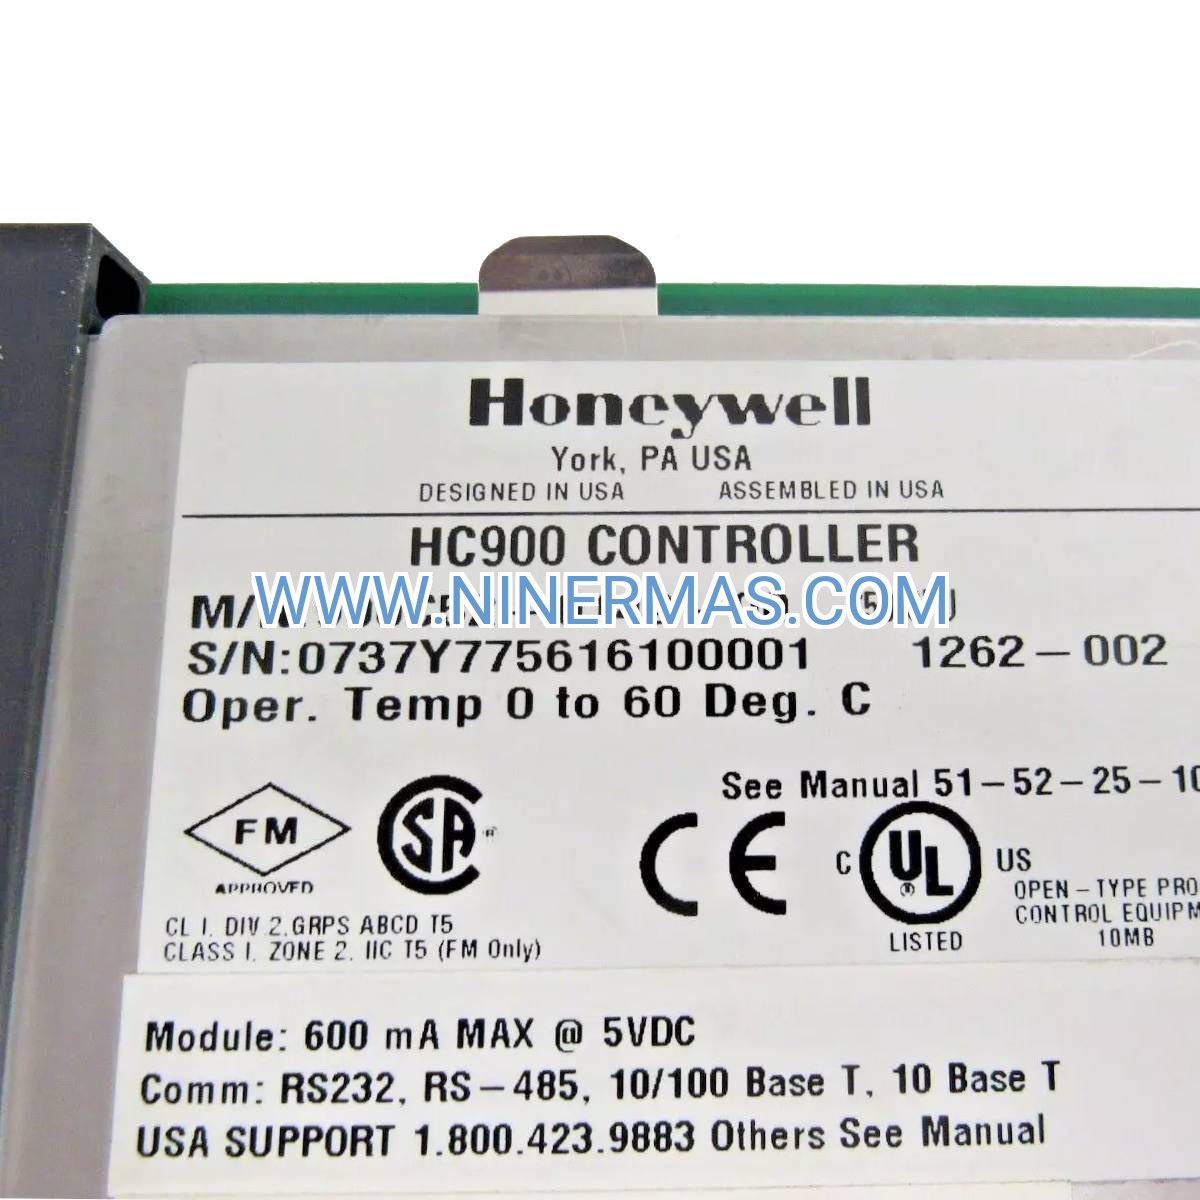 Honeywell
York, PA USA
DESIGNED IN USA ASSEMBLED IN USA
HC900 CONTROLLER
WWW.NINERMAS.COM
M/N
S/N:0737Y775616100001 1262-002
Oper. Temp 0 to 60 Deg. C
See Manual 51-52-25-10
FM
APPROVED
CSA
R
CE
C UL US
LISTED
OPEN-TYPE PRO
CONTROL EQUIPM
10MB
CL I. DIV 2.GRPS ABCD T5
CLASS I. ZONE 2. IIC T5 (FM Only)
Module: 600 mA MAX @ 5VDC
Comm: RS232, RS-485, 10/100 Base T, 10 Base T
USA SUPPORT 1.800.423.9883 Others See Manual